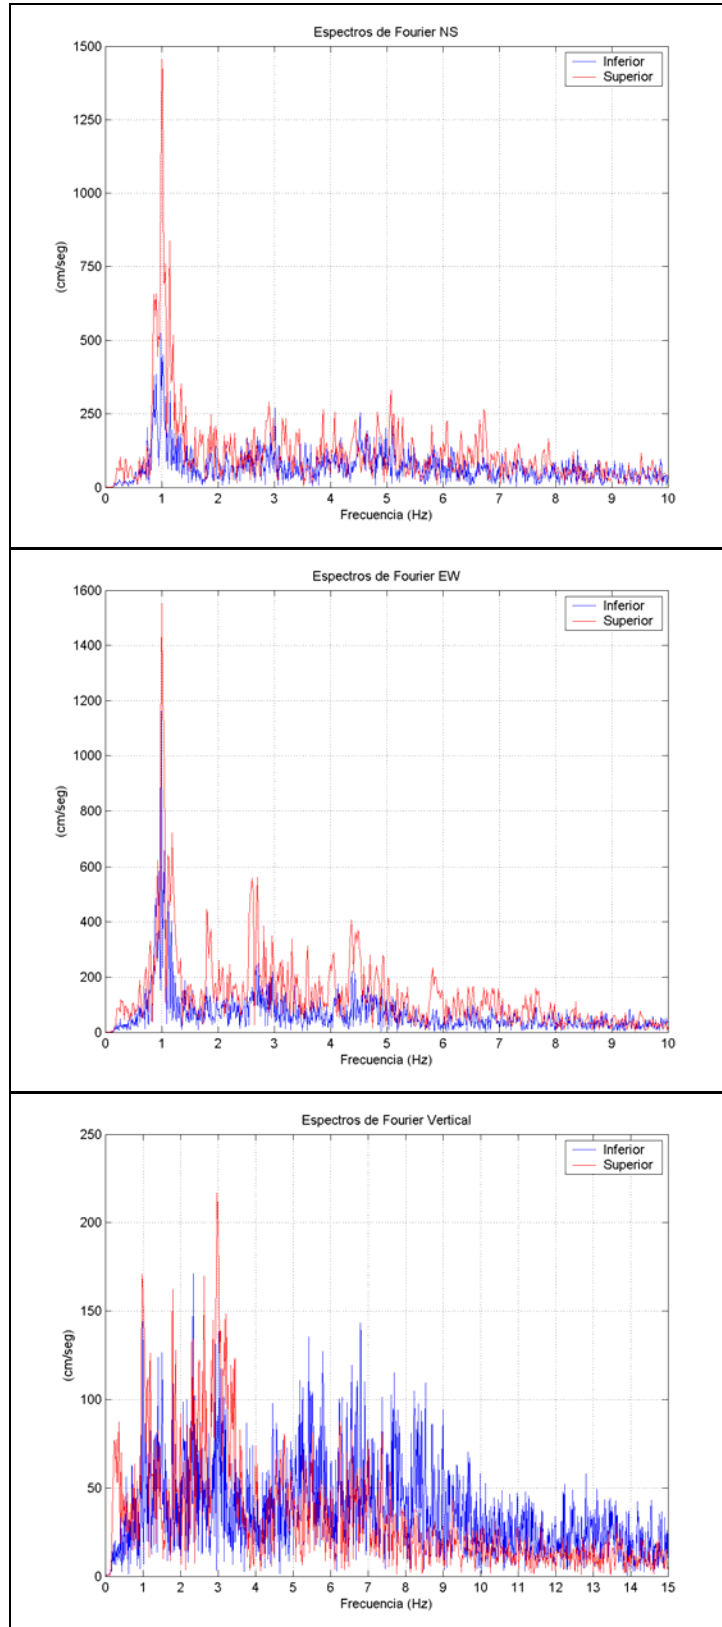 Espectros de Fourier NS
1500
1250
1000
750
500
250
0
(cm/seg)
Inferior
Superior
0 1 2 3 4 5 6 7 8 9 10
Frecuencia (Hz)
Espectros de Fourier EW
1600
1400
1200
1000
800
600
400
200
0
(cm/seg)
Inferior
Superior
0 1 2 3 4 5 6 7 8 9 10
Frecuencia (Hz)
Espectros de Fourier Vertical
250
200
150
100
50
0
(cm/seg)
Inferior
Superior
0 1 2 3 4 5 6 7 8 9 10 11 12 13 14 15
Frecuencia (Hz)